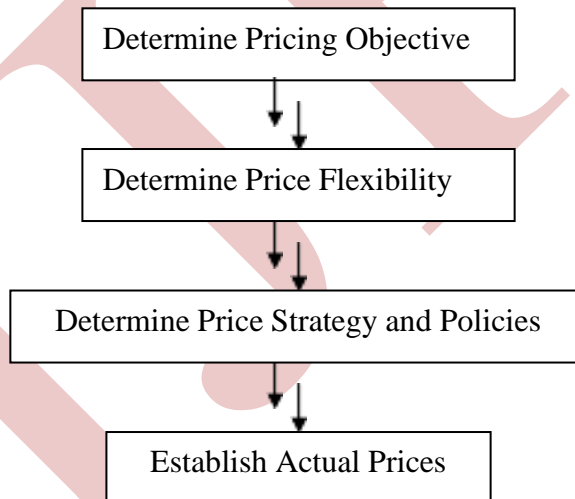 Determine Pricing Objective
Determine Price Flexibility
Determine Price Strategy and Policies
Establish Actual Prices